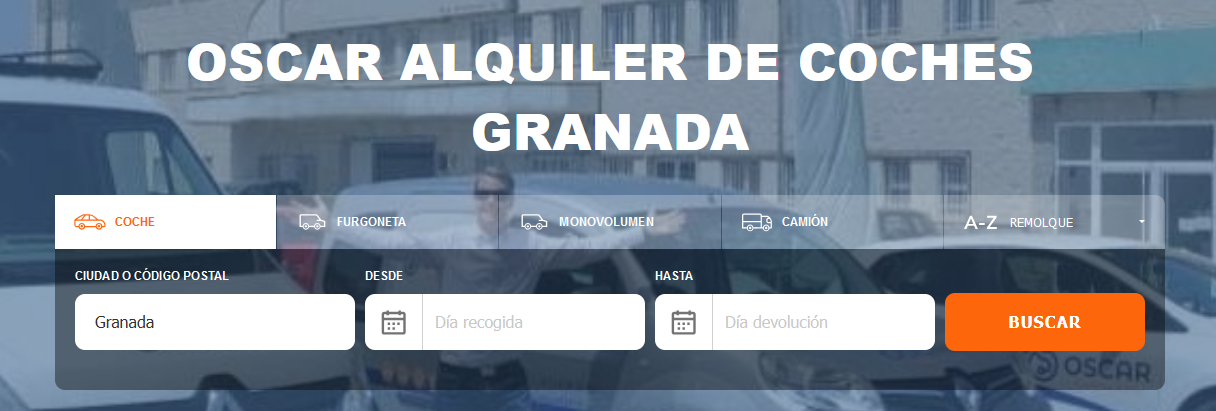 OSCAR ALQUILER DE COCHES
GRANADA
COCHE
FURGONETA
MONOVOLUMEN
CAMIÓN
A-Z REMOLQUE
CIUDAD O CÓDIGO POSTAL
DESDE
HASTA
Granada
Día recogida
Día devolución
BUSCAR
OSCAR